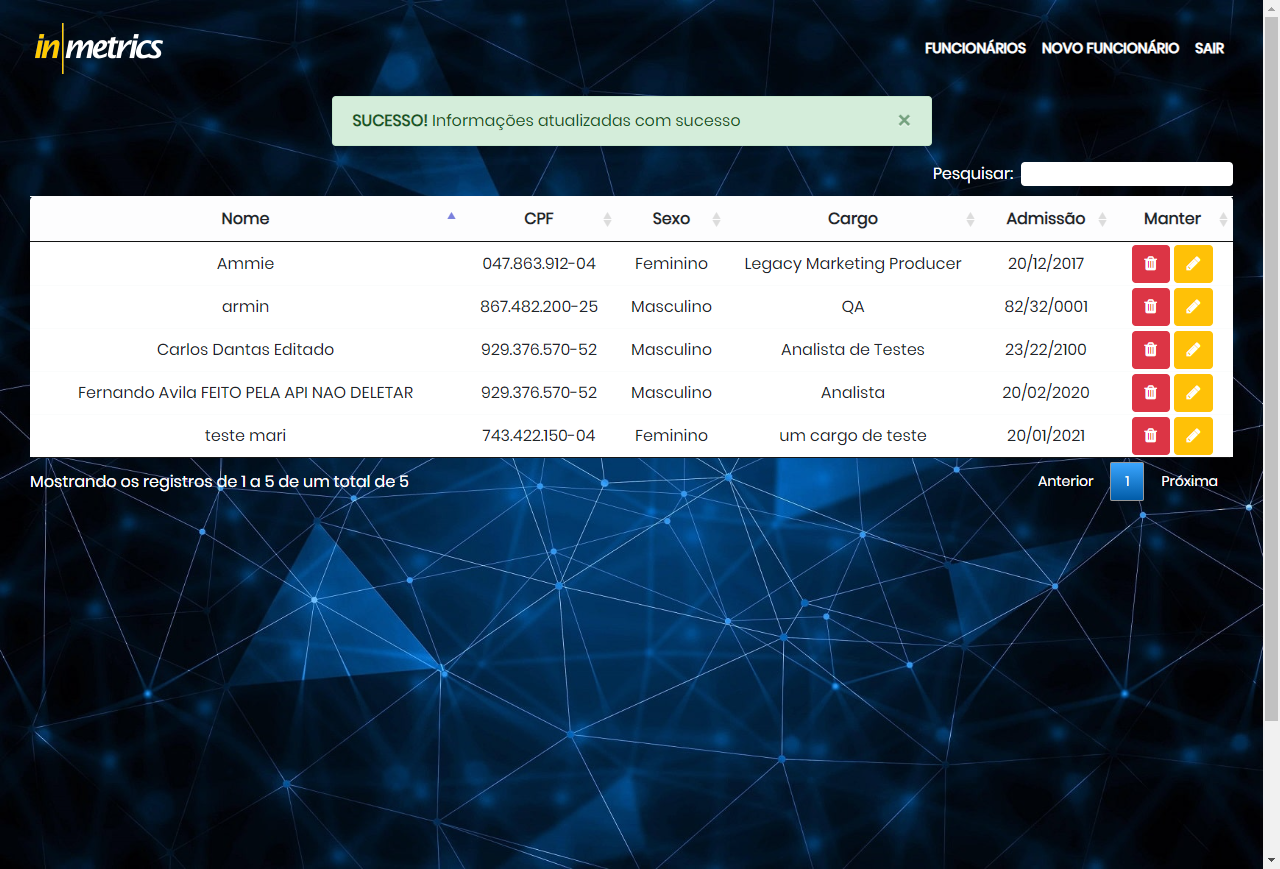 in|metrics
FUNCIONÁRIOS NOVO FUNCIONÁRIO SAIR
SUCESSO! Informações atualizadas com sucesso ×
Pesquisar:
Nome CPF Sexo Cargo Admissão Manter
Ammie 047.863.912-04 Feminino Legacy Marketing Producer 20/12/2017
armin 867.482.200-25 Masculino QA 82/32/0001
Carlos Dantas Editado 929.376.570-52 Masculino Analista de Testes 23/22/2100
Fernando Avila FEITO PELA API NAO DELETAR 929.376.570-52 Masculino Analista 20/02/2020
teste mari 743.422.150-04 Feminino um cargo de teste 20/01/2021
Mostrando os registros de 1 a 5 de um total de 5 Anterior 1 Próxima